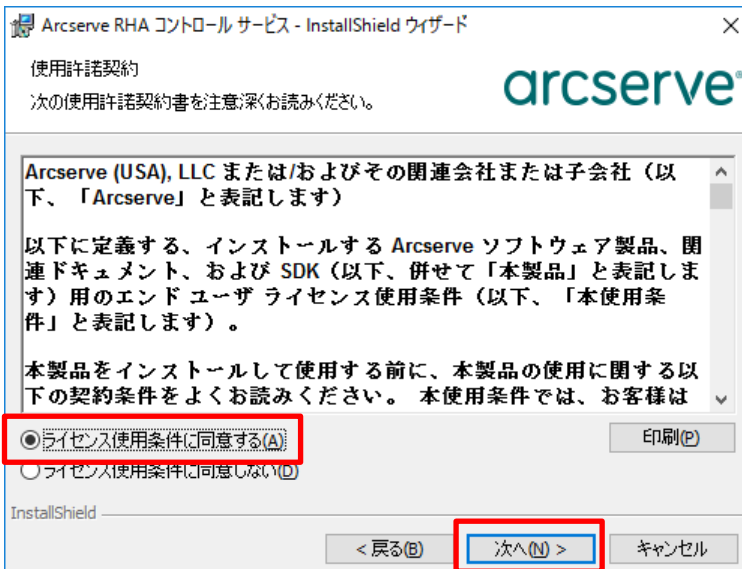 Arcserve RHA コントロール サービス - InstallShield ウィザード
使用許諾契約
次の使用許諾契約書を注意深くお読みください。
arcserve®
Arcserve (USA), LLC または/およびその関連会社または子会社（以
下、「Arcserve」と表記します）
以下に定義する、インストールする Arcserve ソフトウェア製品、関
連ドキュメント、および SDK（以下、併せて「本製品」と表記しま
す）用のエンド ユーザ ライセンス使用条件（以下、「本使用条
件」と表記します）。
本製品をインストールして使用する前に、本製品の使用に関する以
下の契約条件をよくお読みください。 本使用条件では、お客様は
ライセンス使用条件に同意する(A)
印刷(P)
ライセンス使用条件に同意しない(D)
InstallShield
< 戻る(B)
次へ(N) >
キャンセル